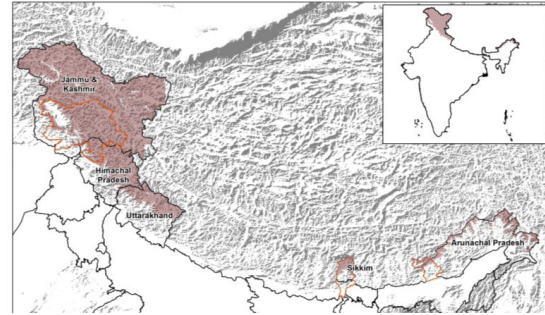 Jammu &
Kashmir
Himachal
Pradesh
Uttarakhand
Sikkim
Arunachal Pradesh